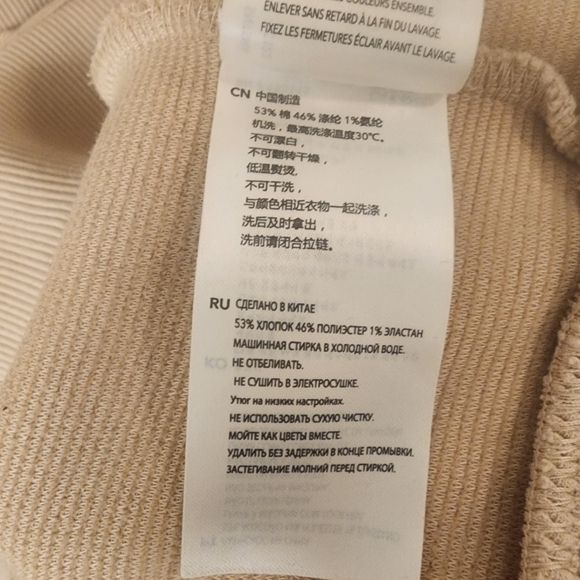 COULEURS ENSEMBLE.
ENLEVER SANS RETARD À LA FIN DU LAVAGE.
FIXEZ LES FERMETURES ÉCLAIR AVANT LE LAVAGE.
CN 中国制造
53% 棉 46% 涤纶 1%氨纶
机洗，最高洗涤温度30℃。
不可漂白，
不可翻转干燥，
低温熨烫，
不可干洗，
与颜色相近衣物一起洗涤，
洗后及时拿出，
洗前请闭合拉链。
RU СДЕЛАНО В КИТАЕ
53% ХЛОПОК 46% ПОЛИЭСТЕР 1% ЭЛАСТАН
МАШИННАЯ СТИРКА В ХОЛОДНОЙ ВОДЕ.
НЕ ОТБЕЛИВАТЬ.
НЕ СУШИТЬ В ЭЛЕКТРОСУШКЕ.
Утюг на низких настройках.
НЕ ИСПОЛЬЗОВАТЬ СУХУЮ ЧИСТКУ.
МОЙТЕ КАК ЦВЕТЫ ВМЕСТЕ.
УДАЛИТЬ БЕЗ ЗАДЕРЖКИ В КОНЦЕ ПРОМЫВКИ.
ЗАСТЕГИВАНИЕ МОЛНИЙ ПЕРЕД СТИРКОЙ.